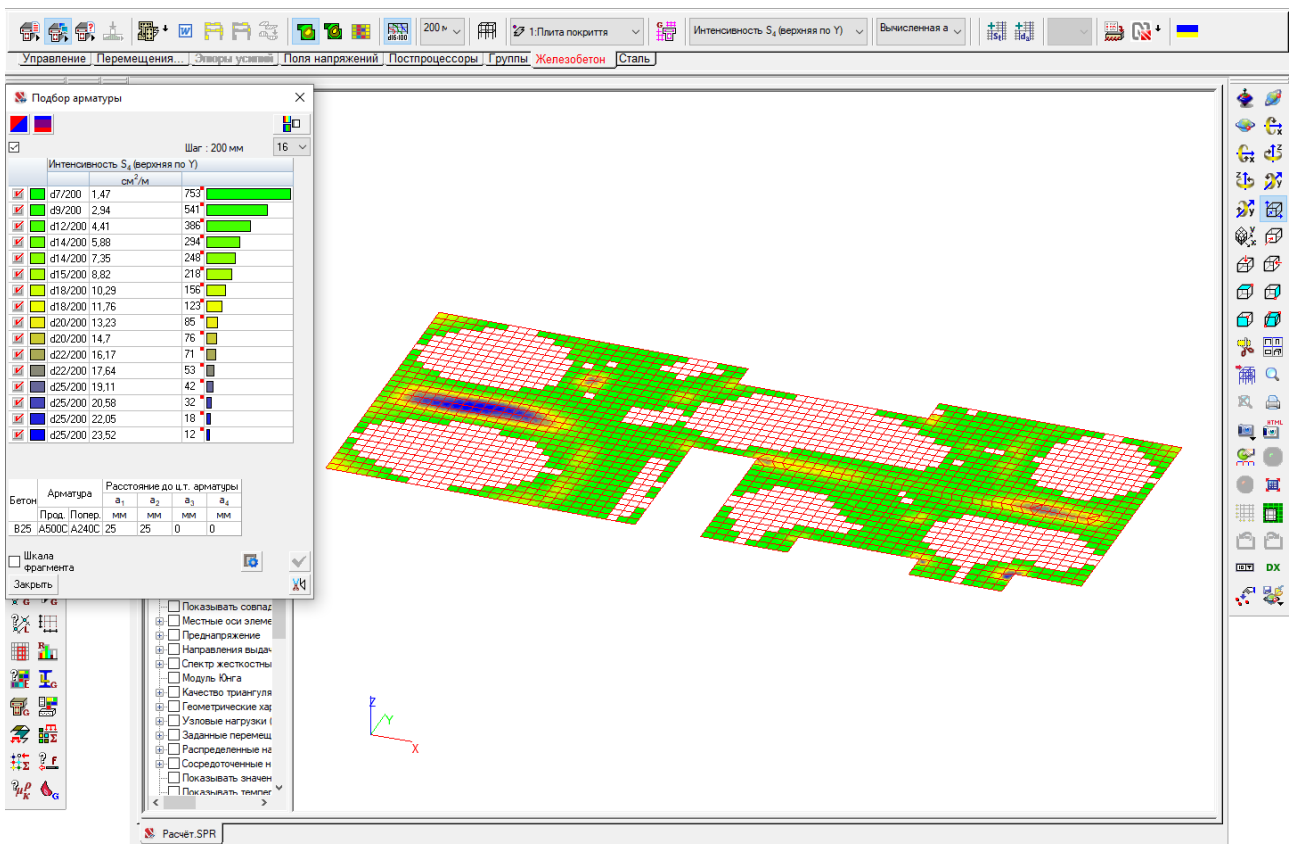 200 м
1:Плита покриття
Интенсивность S₄ (верхняя по Y)
Вычисленная а
Управление Перемещения... Эпюры усилий Поля напряжений Постпроцессоры Группы Железобетон Сталь
Подбор арматуры
Шаг : 200 мм 16
Интенсивность S₄ (верхняя по Y)
см²/м
d7/200 1,47 753
d9/200 2,94 541
d12/200 4,41 386
d14/200 5,88 294
d14/200 7,35 248
d15/200 8,82 218
d18/200 10,29 156
d18/200 11,76 123
d20/200 13,23 85
d20/200 14,7 76
d22/200 16,17 71
d22/200 17,64 53
d25/200 19,11 42
d25/200 20,58 32
d25/200 22,05 18
d25/200 23,52 12
Бетон Арматура Расстояние до ц.т. арматуры
a₁ a₂ a₃ a₄
Прод. Попер. мм мм мм мм
B25 A500C A240C 25 25 0 0
Шкала
фрагмента
Закрыть
Показывать совпад
Местные оси элеме
Преднапряжение
Направления выдач
Спектр жесткостны
Модуль Юнга
Качество триангуля
Геометрические хар
Узловые нагрузки (
Заданные перемещ
Распределенные на
Сосредоточенные н
Показывать значен
Показывать темпер
Z
Y
X
HTML
DX
Расчёт.SPR